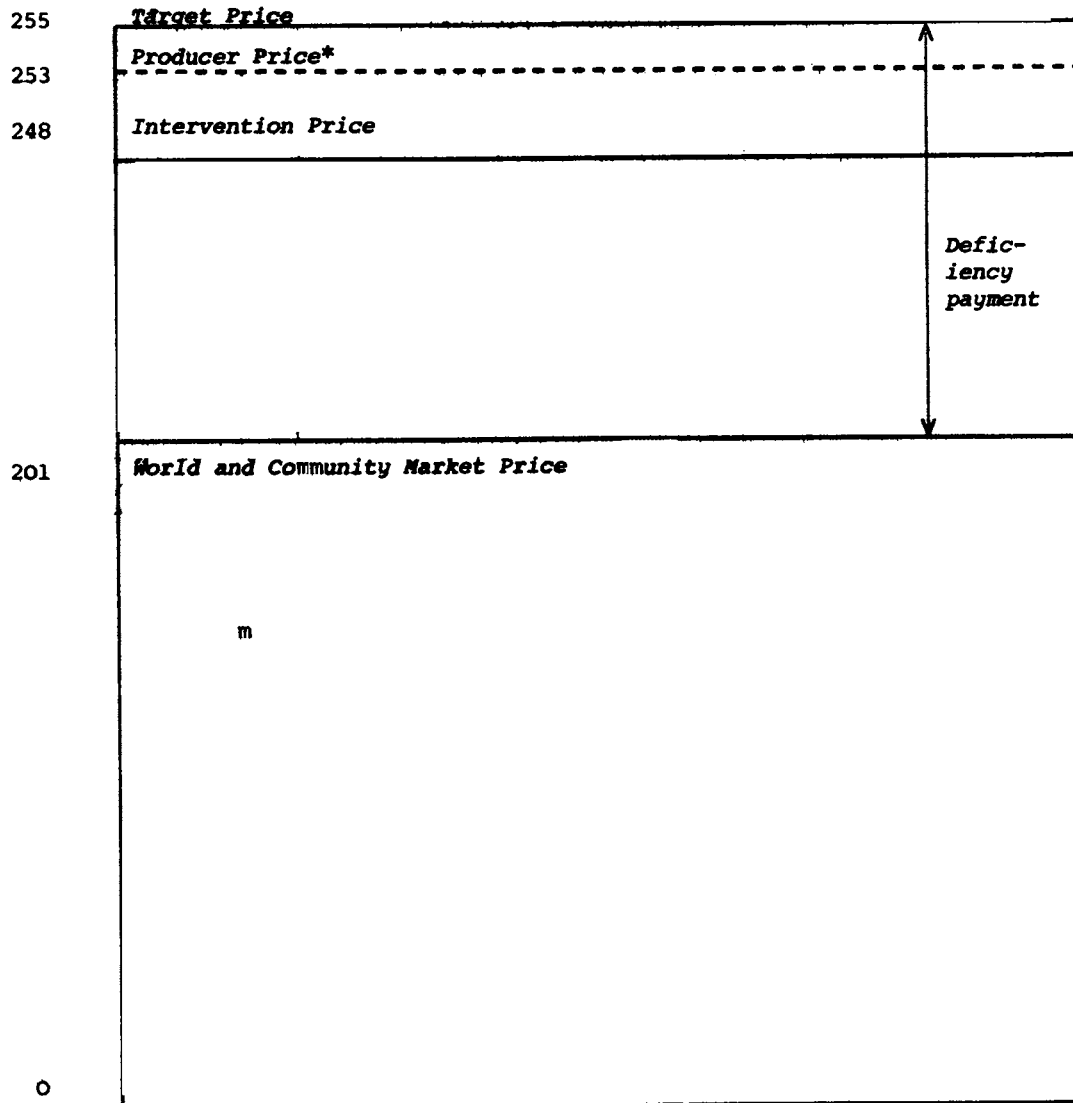 255 Target Price
Producer Price*
253
248 Intervention Price
Defic-
iency
payment
201 World and Community Market Price
m
0